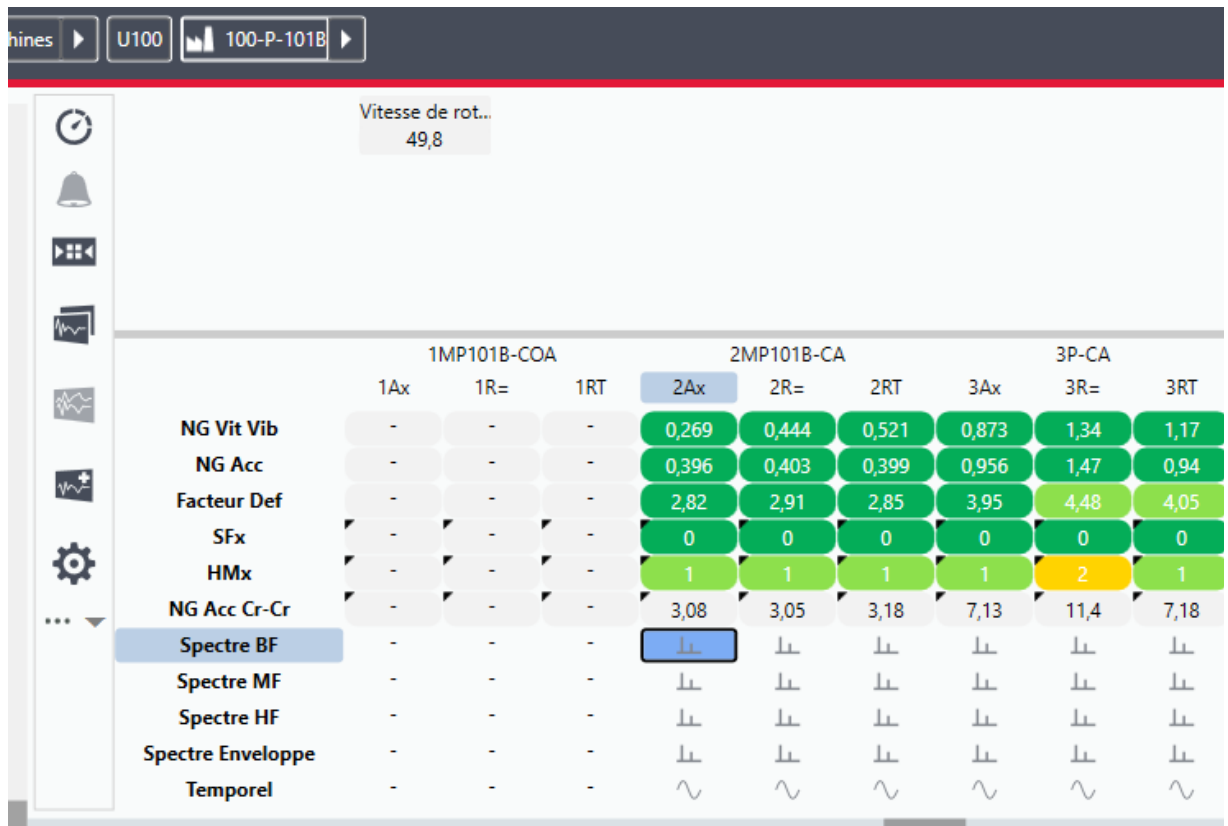 hines U100 100-P-101B
Vitesse de rot...
49,8
1MP101B-COA 2MP101B-CA 3P-CA
1Ax 1R= 1RT 2Ax 2R= 2RT 3Ax 3R= 3RT
NG Vit Vib - - - 0,269 0,444 0,521 0,873 1,34 1,17
NG Acc - - - 0,396 0,403 0,399 0,956 1,47 0,94
Facteur Def - - - 2,82 2,91 2,85 3,95 4,48 4,05
SFx - - - 0 0 0 0 0 0
HMx - - - 1 1 1 1 2 1
NG Acc Cr-Cr - - - 3,08 3,05 3,18 7,13 11,4 7,18
Spectre BF - - -
Spectre MF - - -
Spectre HF - - -
Spectre Enveloppe - - -
Temporel - - -